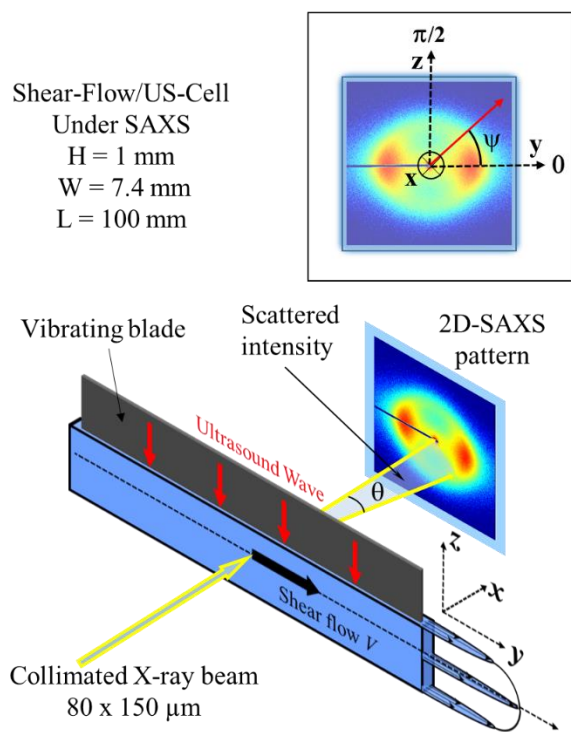 Shear-Flow/US-Cell
Under SAXS
H = 1 mm
W = 7.4 mm
L = 100 mm
π/2
z
ψ
y
0
x
Vibrating blade
Scattered
intensity
2D-SAXS
pattern
Ultrasound Wave
θ
z
x
y
Shear flow V
Collimated X-ray beam
80 x 150 µm